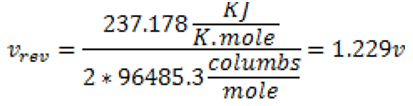 237.178 KJ/K.mole
v_rev = ―――――――― = 1.229v
2 * 96485.3 columbs/mole